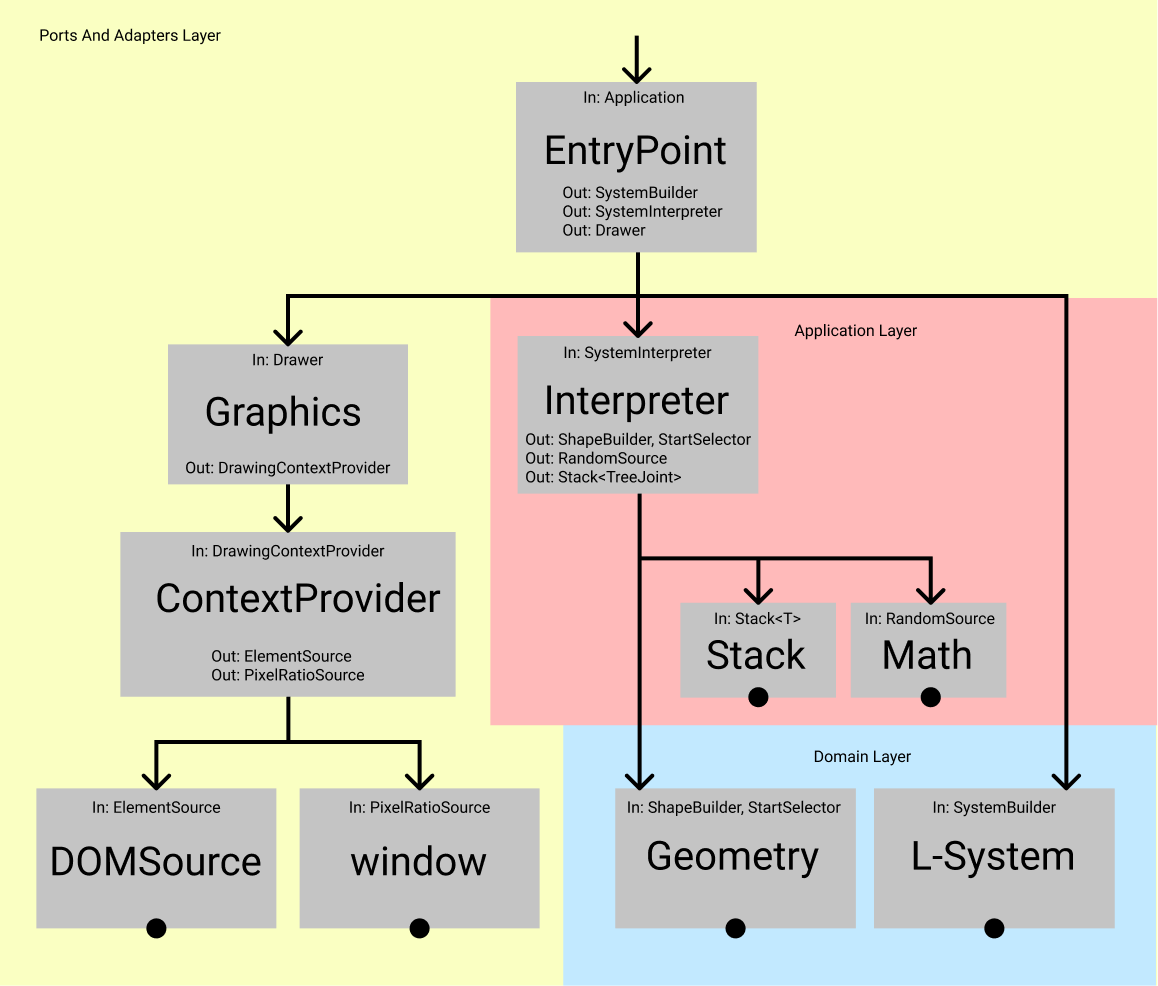 Ports And Adapters Layer
In: Application
EntryPoint
Out: SystemBuilder
Out: SystemInterpreter
Out: Drawer
Application Layer
In: Drawer
Graphics
Out: DrawingContextProvider
In: SystemInterpreter
Interpreter
Out: ShapeBuilder, StartSelector
Out: RandomSource
Out: Stack<TreeJoint>
In: DrawingContextProvider
ContextProvider
Out: ElementSource
Out: PixelRatioSource
In: Stack<T>
Stack
In: RandomSource
Math
Domain Layer
In: ElementSource
DOMSource
In: PixelRatioSource
window
In: ShapeBuilder, StartSelector
Geometry
In: SystemBuilder
L-System